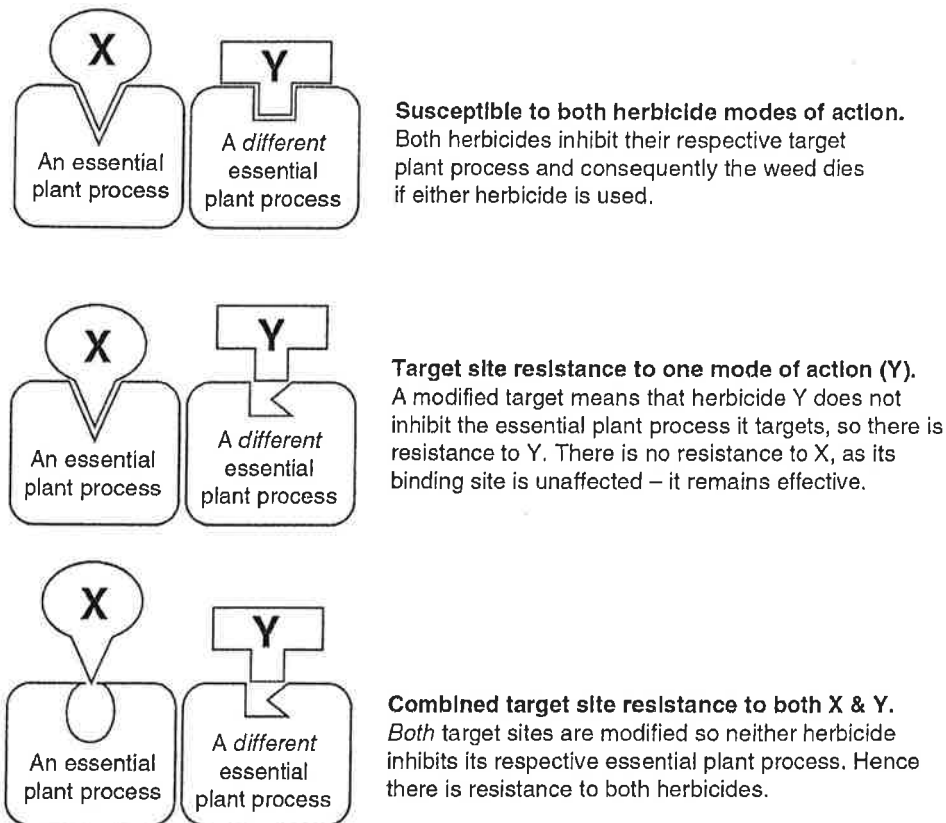 X
Y
An essential
plant process
A different
essential
plant process
Susceptible to both herbicide modes of action.
Both herbicides inhibit their respective target
plant process and consequently the weed dies
if either herbicide is used.
X
Y
An essential
plant process
A different
essential
plant process
Target site resistance to one mode of action (Y).
A modified target means that herbicide Y does not
inhibit the essential plant process it targets, so there is
resistance to Y. There is no resistance to X, as its
binding site is unaffected – it remains effective.
X
Y
An essential
plant process
A different
essential
plant process
Combined target site resistance to both X & Y.
Both target sites are modified so neither herbicide
inhibits its respective essential plant process. Hence
there is resistance to both herbicides.